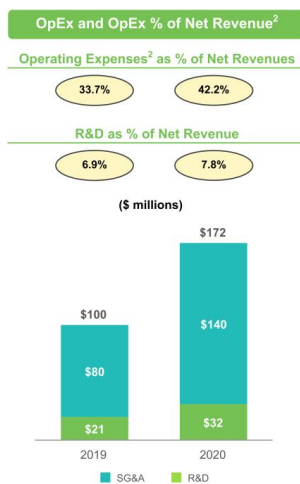 OpEx and OpEx % of Net Revenue²
Operating Expenses² as % of Net Revenues
33.7% 42.2%
R&D as % of Net Revenue
6.9% 7.8%
($ millions)
$172
$100
$140
$80
$32
$21
2019 2020
SG&A R&D